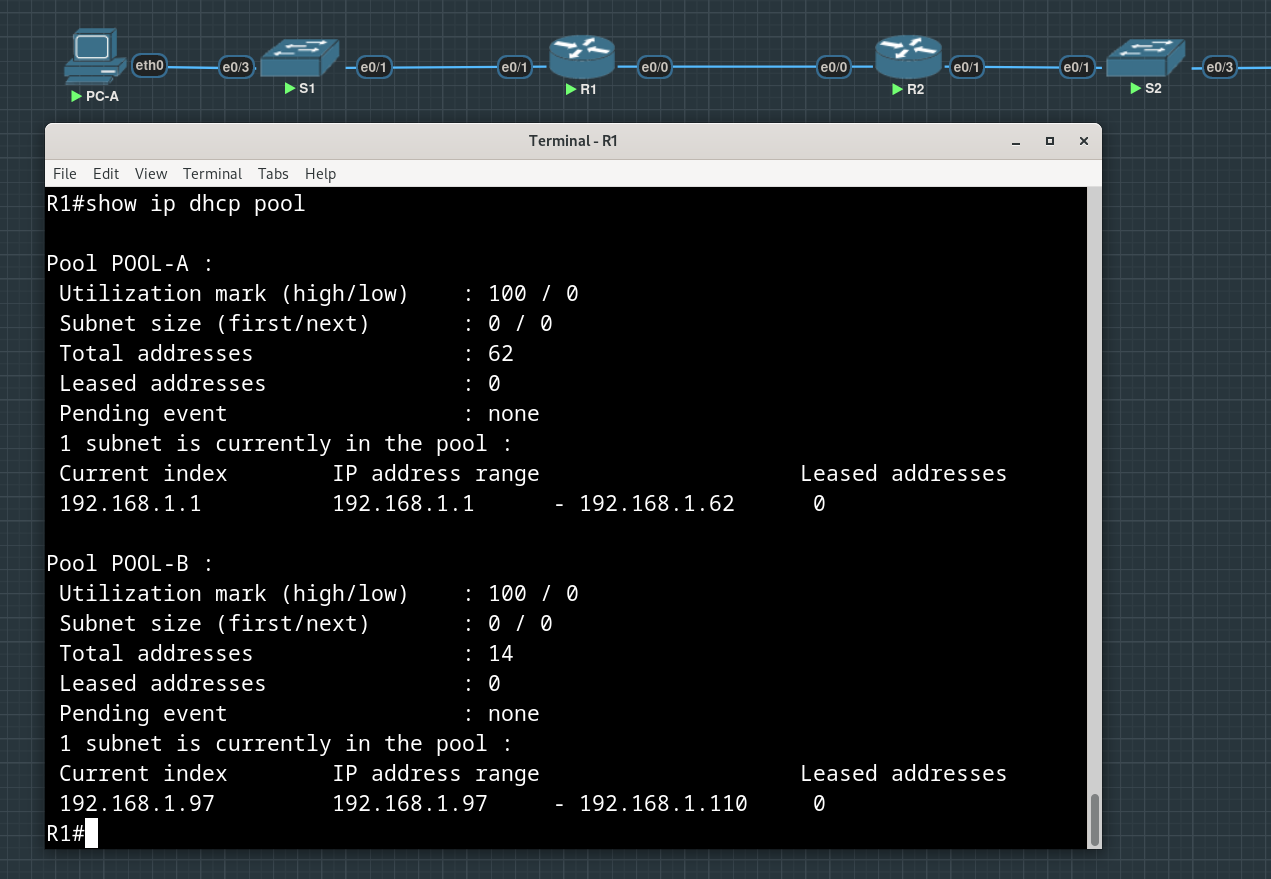 eth0 e0/3 e0/1 e0/1 e0/0 e0/0 e0/1 e0/1 e0/3
PC-A S1 R1 R2 S2
Terminal - R1
File Edit View Terminal Tabs Help
R1#show ip dhcp pool
Pool POOL-A :
Utilization mark (high/low) : 100 / 0
Subnet size (first/next) : 0 / 0
Total addresses : 62
Leased addresses : 0
Pending event : none
1 subnet is currently in the pool :
Current index IP address range Leased addresses
192.168.1.1 192.168.1.1 - 192.168.1.62 0
Pool POOL-B :
Utilization mark (high/low) : 100 / 0
Subnet size (first/next) : 0 / 0
Total addresses : 14
Leased addresses : 0
Pending event : none
1 subnet is currently in the pool :
Current index IP address range Leased addresses
192.168.1.97 192.168.1.97 - 192.168.1.110 0
R1#